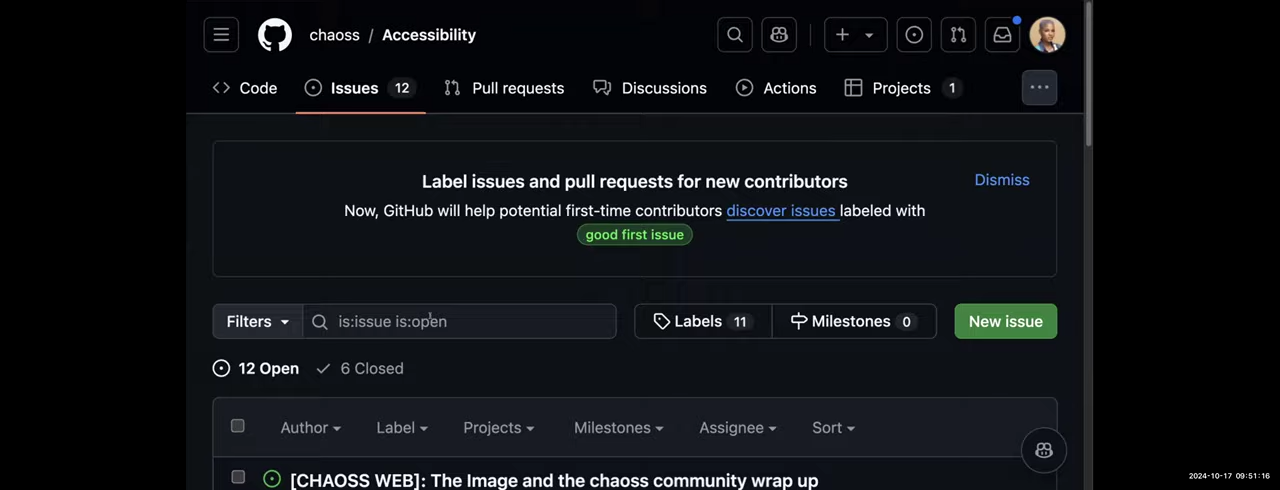 chaoss / Accessibility
Code Issues 12 Pull requests Discussions Actions Projects 1
Label issues and pull requests for new contributors
Dismiss
Now, GitHub will help potential first-time contributors discover issues labeled with
good first issue
Filters is:issue is:open Labels 11 Milestones 0 New issue
12 Open 6 Closed
Author Label Projects Milestones Assignee Sort
[CHAOSS WEB]: The Image and the chaoss community wrap up
2024-10-17 09:51:16